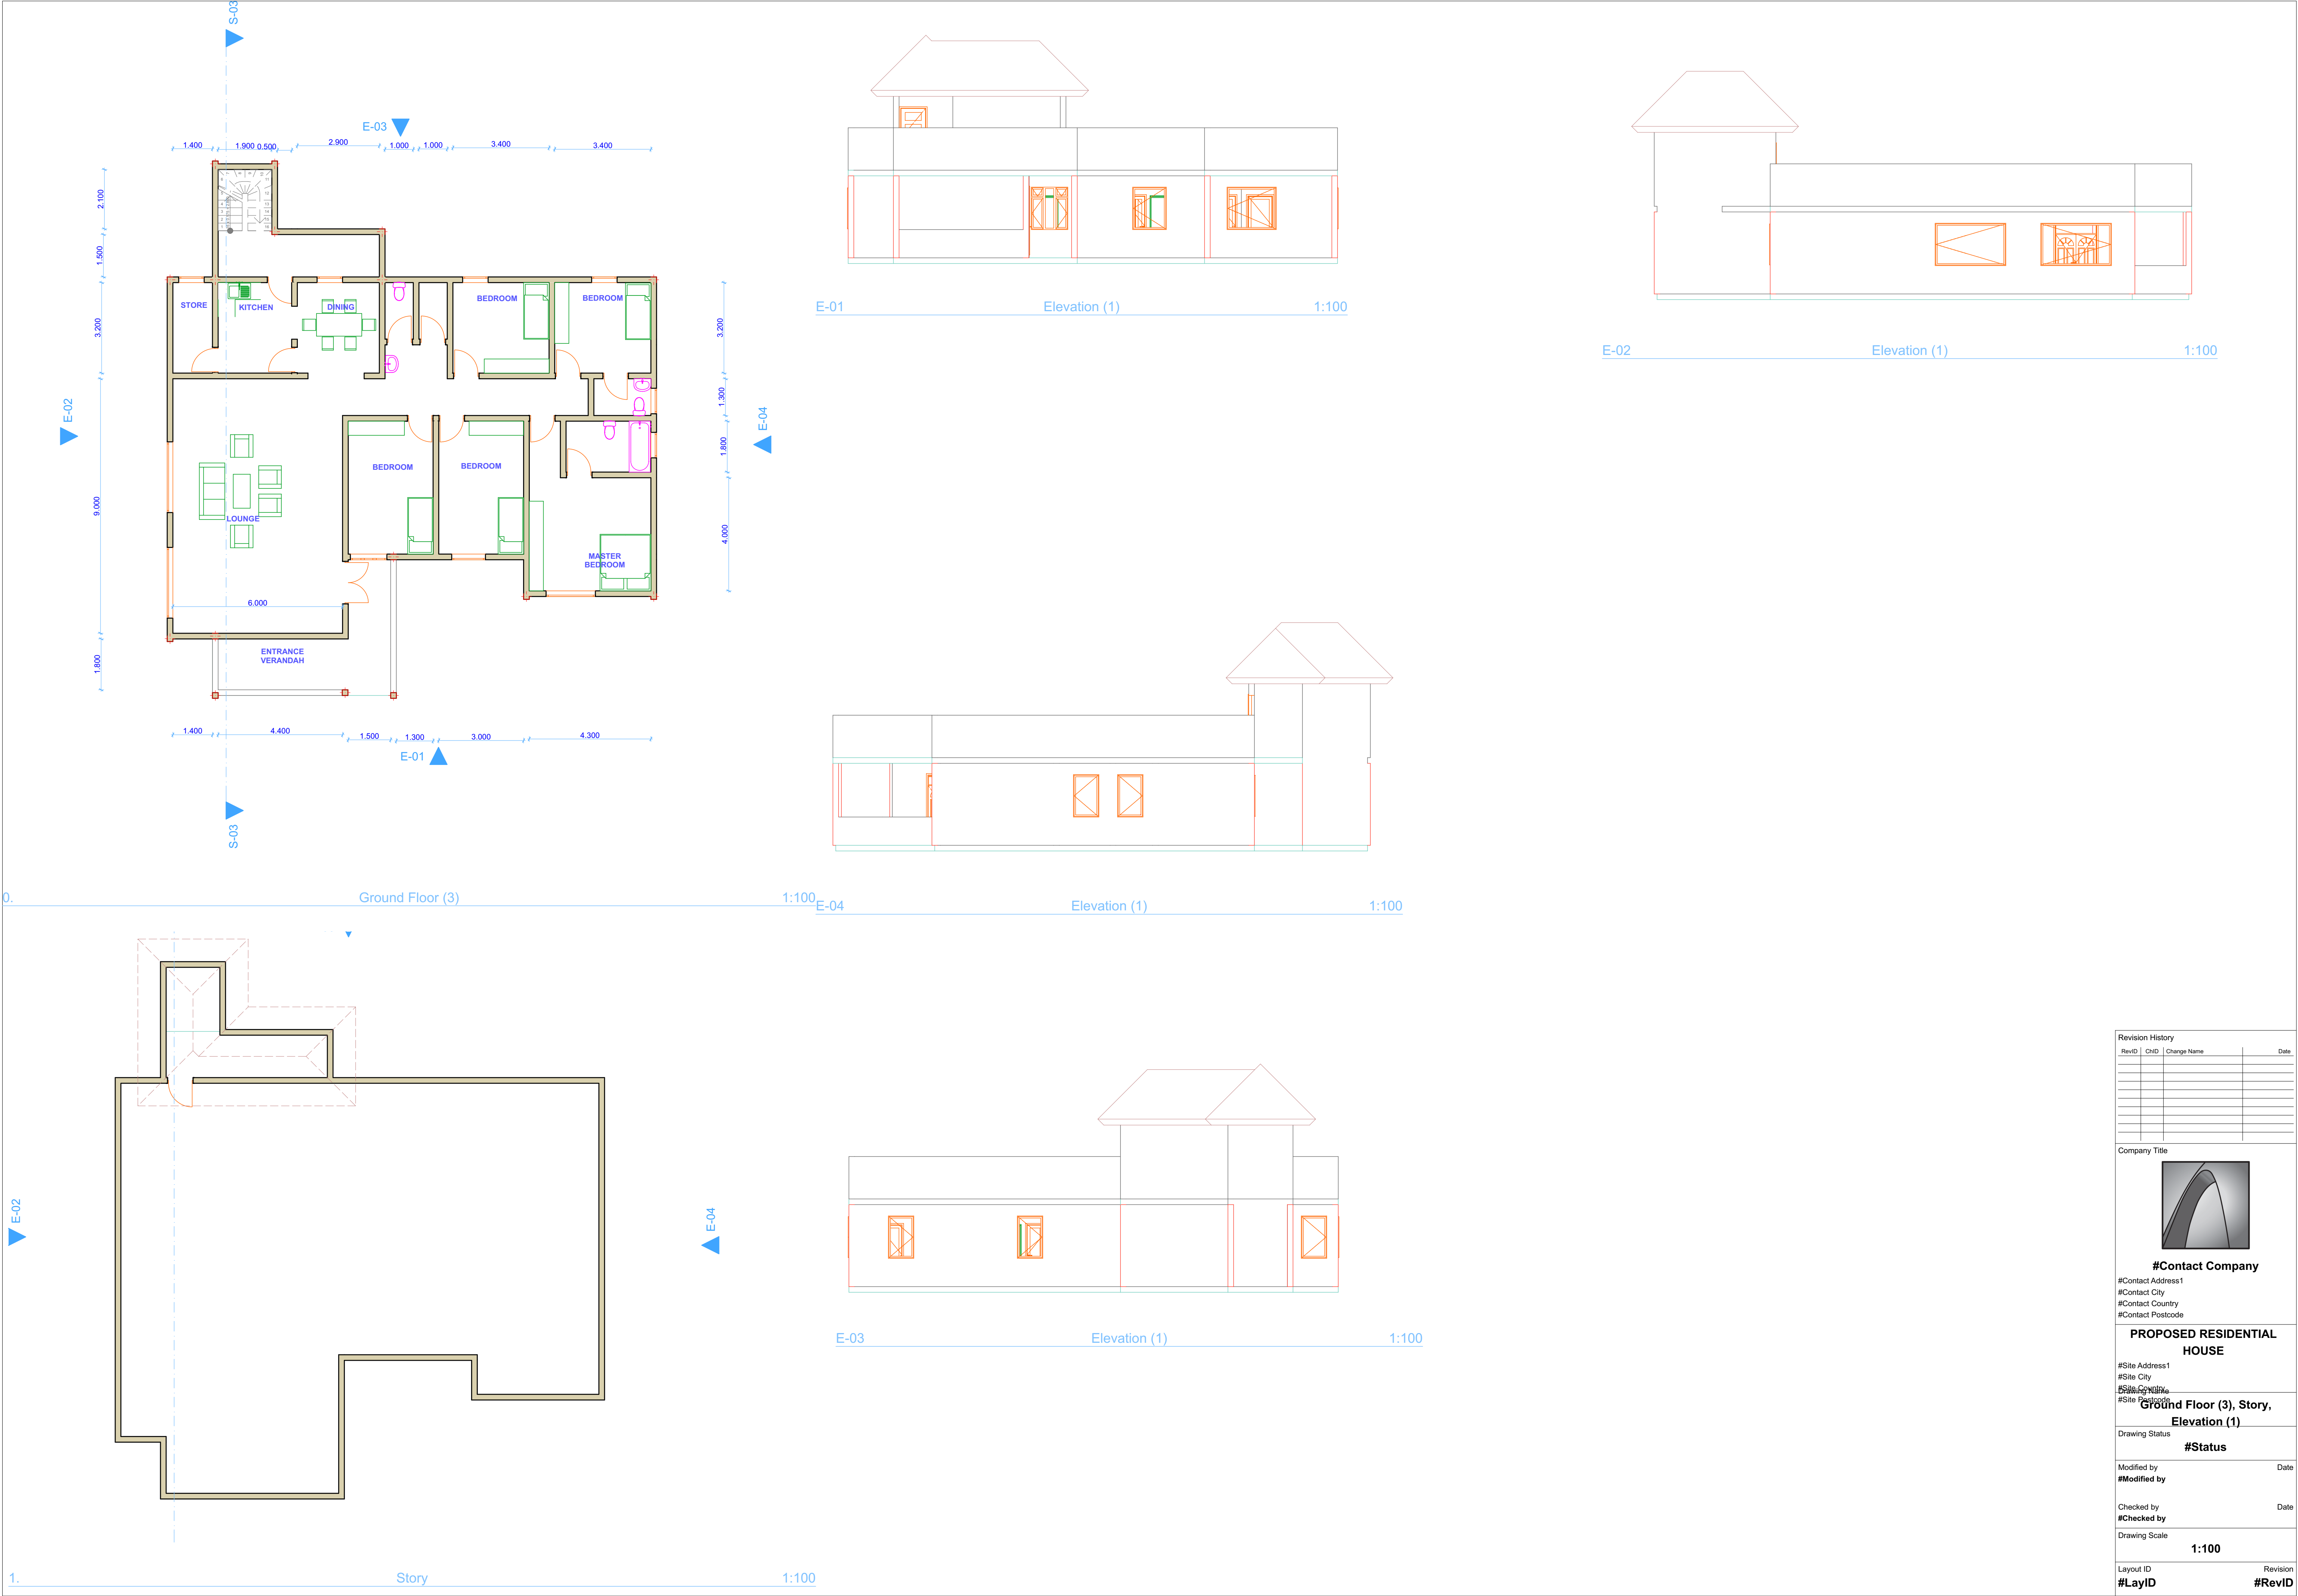 S-03
E-03
1.400
1.900
0.500
2.900
1.000
1.000
3.400
3.400
2.100
1.500
3.200
9.000
1.800
E-02
STORE
KITCHEN
DINING
BEDROOM
BEDROOM
3.200
1.300
1.800
4.000
E-04
BEDROOM
BEDROOM
LOUNGE
MASTER
BEDROOM
6.000
ENTRANCE
VERANDAH
1.400
4.400
1.500
1.300
3.000
4.300
E-01
S-03
0. Ground Floor (3) 1:100
E-01 Elevation (1) 1:100
E-02 Elevation (1) 1:100
E-04 Elevation (1) 1:100
E-03 Elevation (1) 1:100
E-02
E-04
1. Story 1:100
Revision History
RevID ChID Change Name Date
Company Title
#Contact Company
#Contact Address1
#Contact City
#Contact Country
#Contact Postcode
PROPOSED RESIDENTIAL
HOUSE
#Site Address1
#Site City
#Site Country
Drawing Name
#Site Postcode
Ground Floor (3), Story,
Elevation (1)
Drawing Status
#Status
Modified by Date
#Modified by
Checked by Date
#Checked by
Drawing Scale
1:100
Layout ID Revision
#LayID #RevID